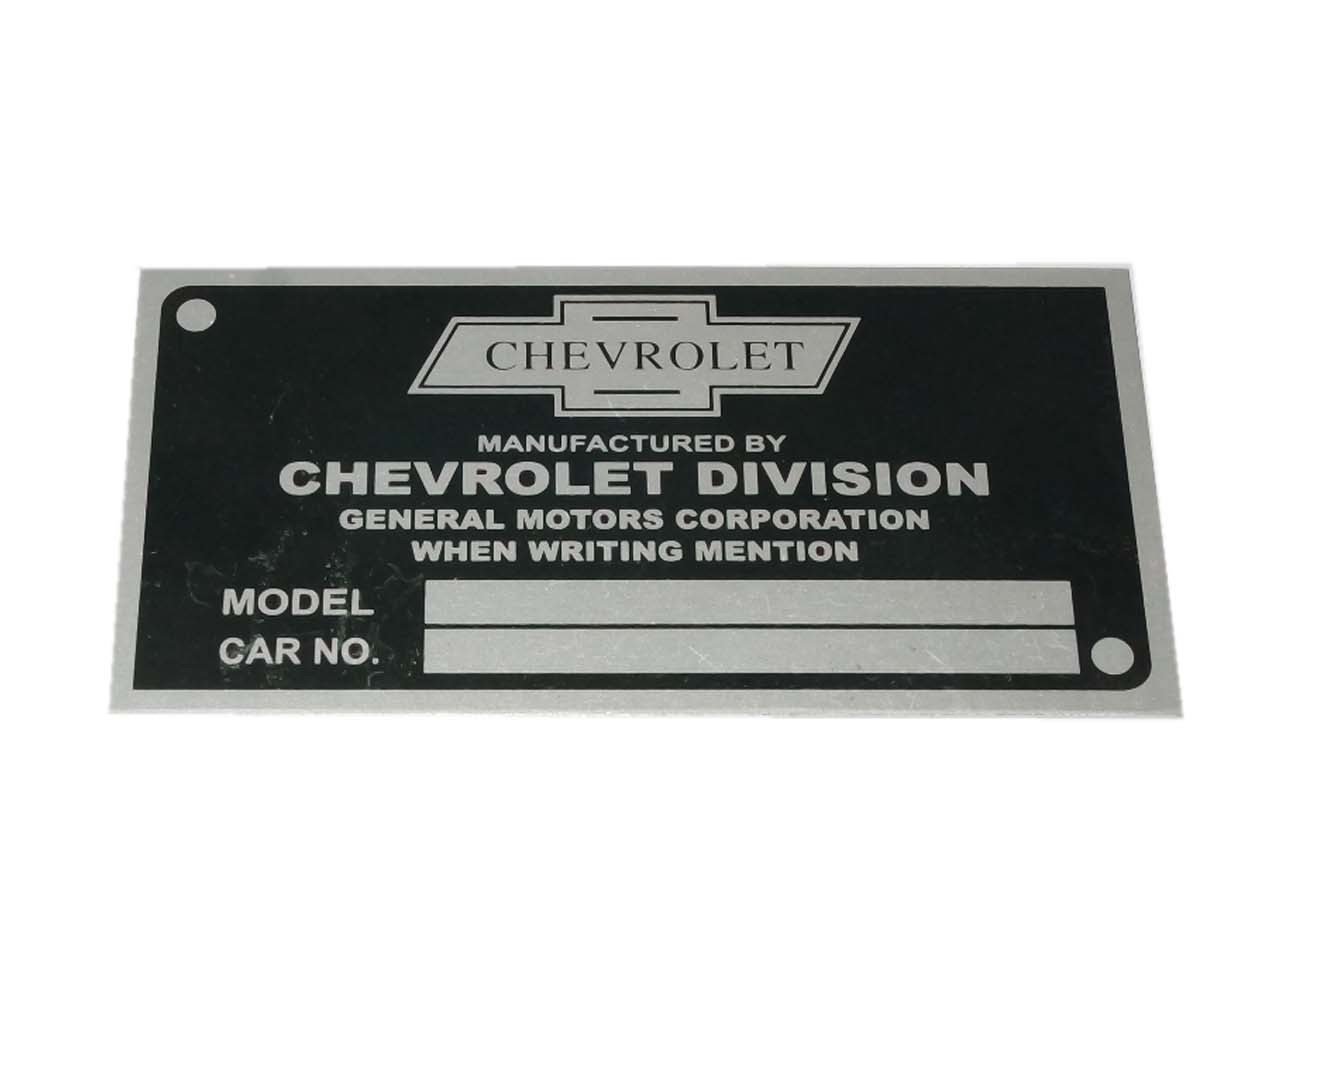 CHEVROLET
MANUFACTURED BY
CHEVROLET DIVISION
GENERAL MOTORS CORPORATION
WHEN WRITING MENTION
MODEL
CAR NO.